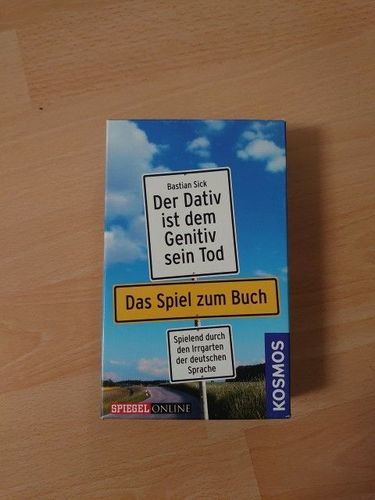 Bastian Sick
Der Dativ
ist dem
Genitiv
sein Tod
Das Spiel zum Buch
Spielend durch
den Irrgarten
der deutschen
Sprache
KOSMOS
SPIEGEL ONLINE